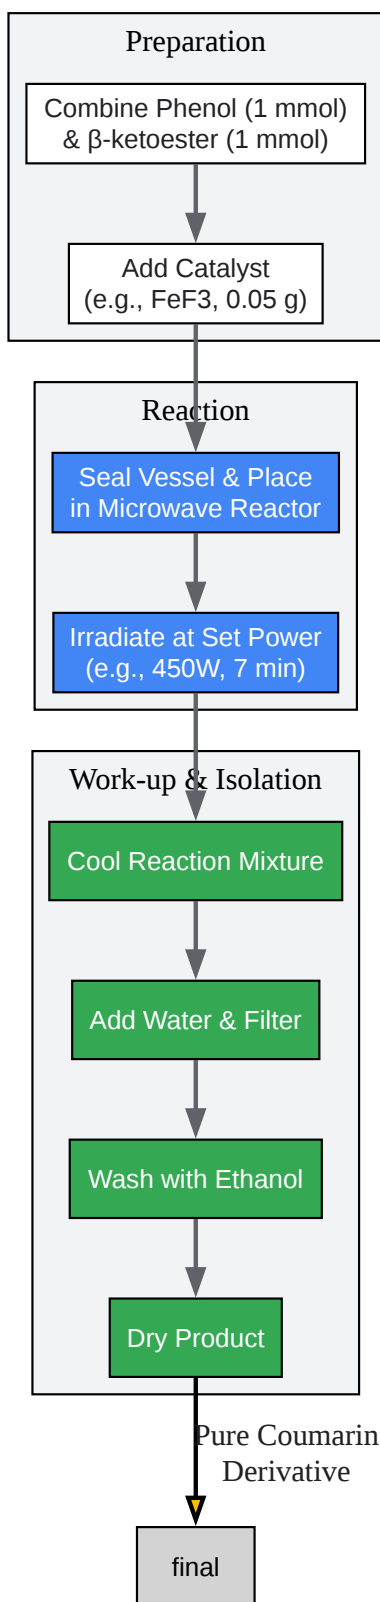 Preparation
Combine Phenol (1 mmol)
& β-ketoester (1 mmol)
Add Catalyst
(e.g., FeF3, 0.05 g)
Reaction
Seal Vessel & Place
in Microwave Reactor
Irradiate at Set Power
(e.g., 450W, 7 min)
Work-up & Isolation
Cool Reaction Mixture
Add Water & Filter
Wash with Ethanol
Dry Product
Pure Coumarin
Derivative
final